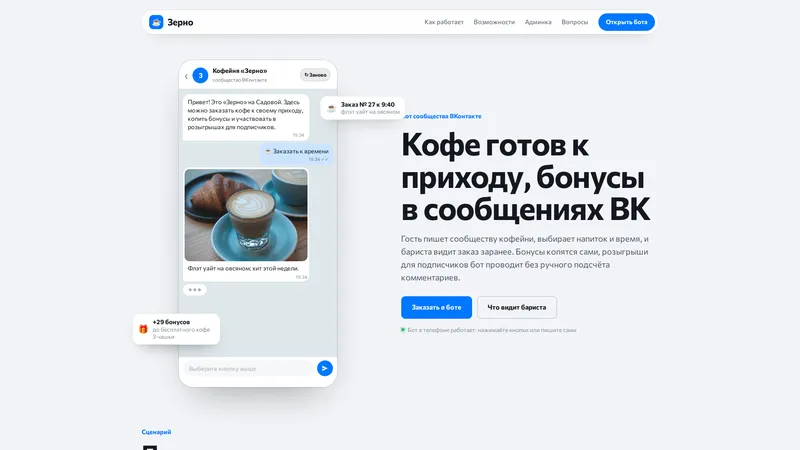 Зерно
Как работает
Возможности
Админка
Вопросы
Открыть бота
З
Кофейня «Зерно»
сообщество ВКонтакте
↻ Заново
Привет! Это «Зерно» на Садовой. Здесь
можно заказать кофе к своему приходу,
копить бонусы и участвовать в
розыгрышах для подписчиков.
19:34
Заказ № 27 к 9:40
флэт уайт на овсяном
☕ Заказать к времени
19:34 ✓✓
Флэт уайт на овсяном: хит этой недели.
19:34
+29 бонусов
до бесплатного кофе
3 чашки
Выберите кнопку выше
от сообщества ВКонтакте
Кофе готов к
приходу, бонусы
в сообщениях ВК
Гость пишет сообществу кофейни, выбирает напиток и время, и
бариста видит заказ заранее. Бонусы копятся сами, розыгрыши
для подписчиков бот проводит без ручного подсчёта
комментариев.
Заказать в боте
Что видит бариста
Бот в телефоне работает: нажимайте кнопки или пишите сами
Сценарий